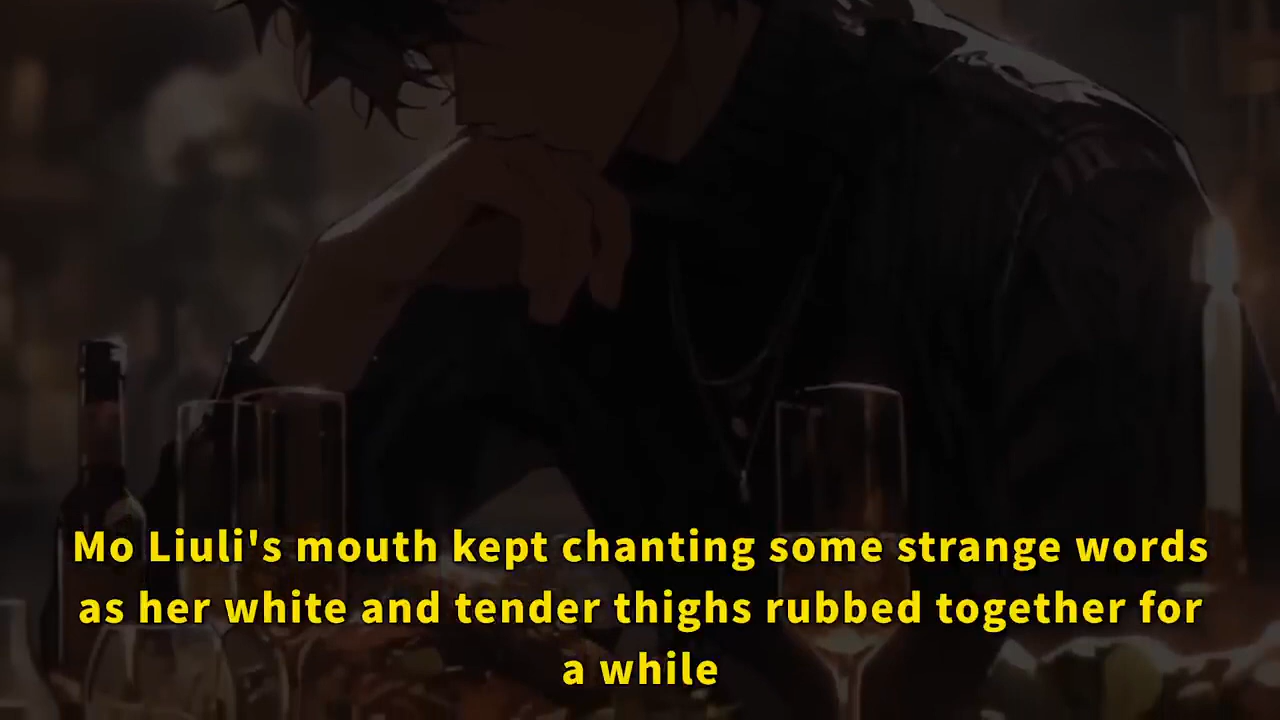 Mo Liuli's mouth kept chanting some strange words
as her white and tender thighs rubbed together for
a while